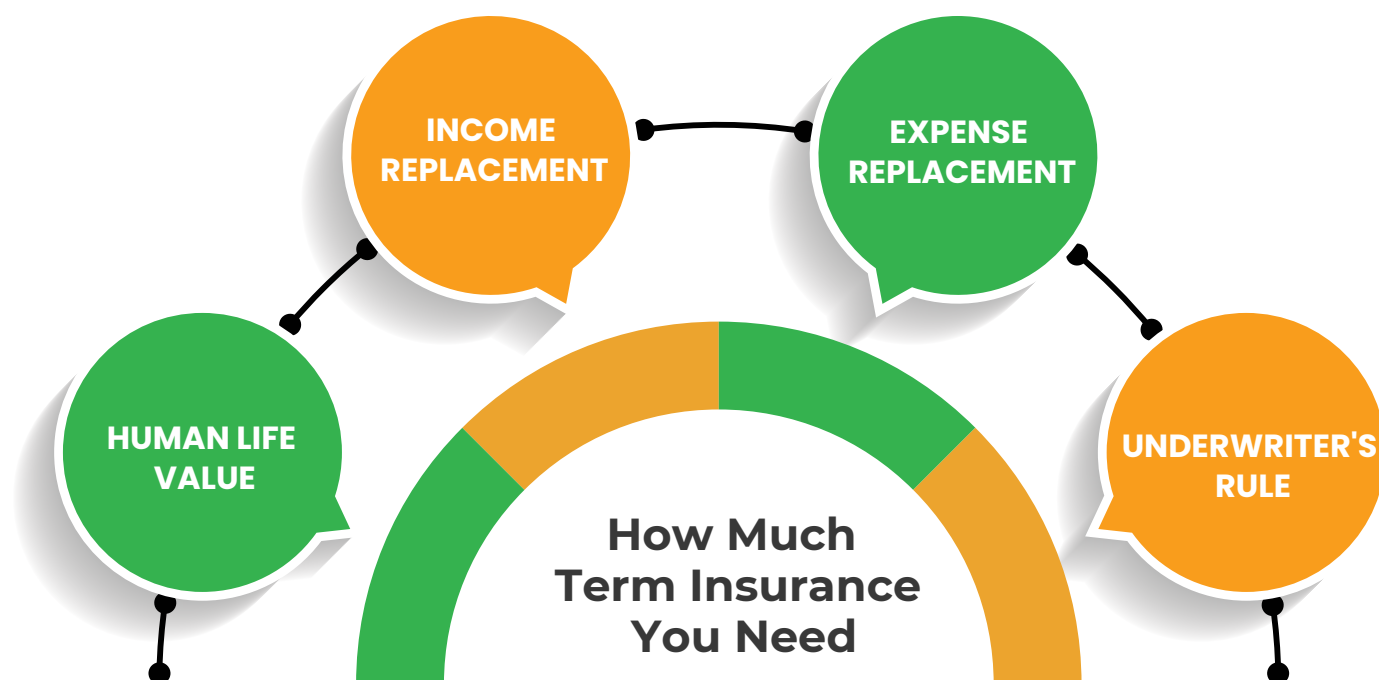 INCOME
REPLACEMENT
EXPENSE
REPLACEMENT
HUMAN LIFE
VALUE
UNDERWRITER'S
RULE
How Much
Term Insurance
You Need